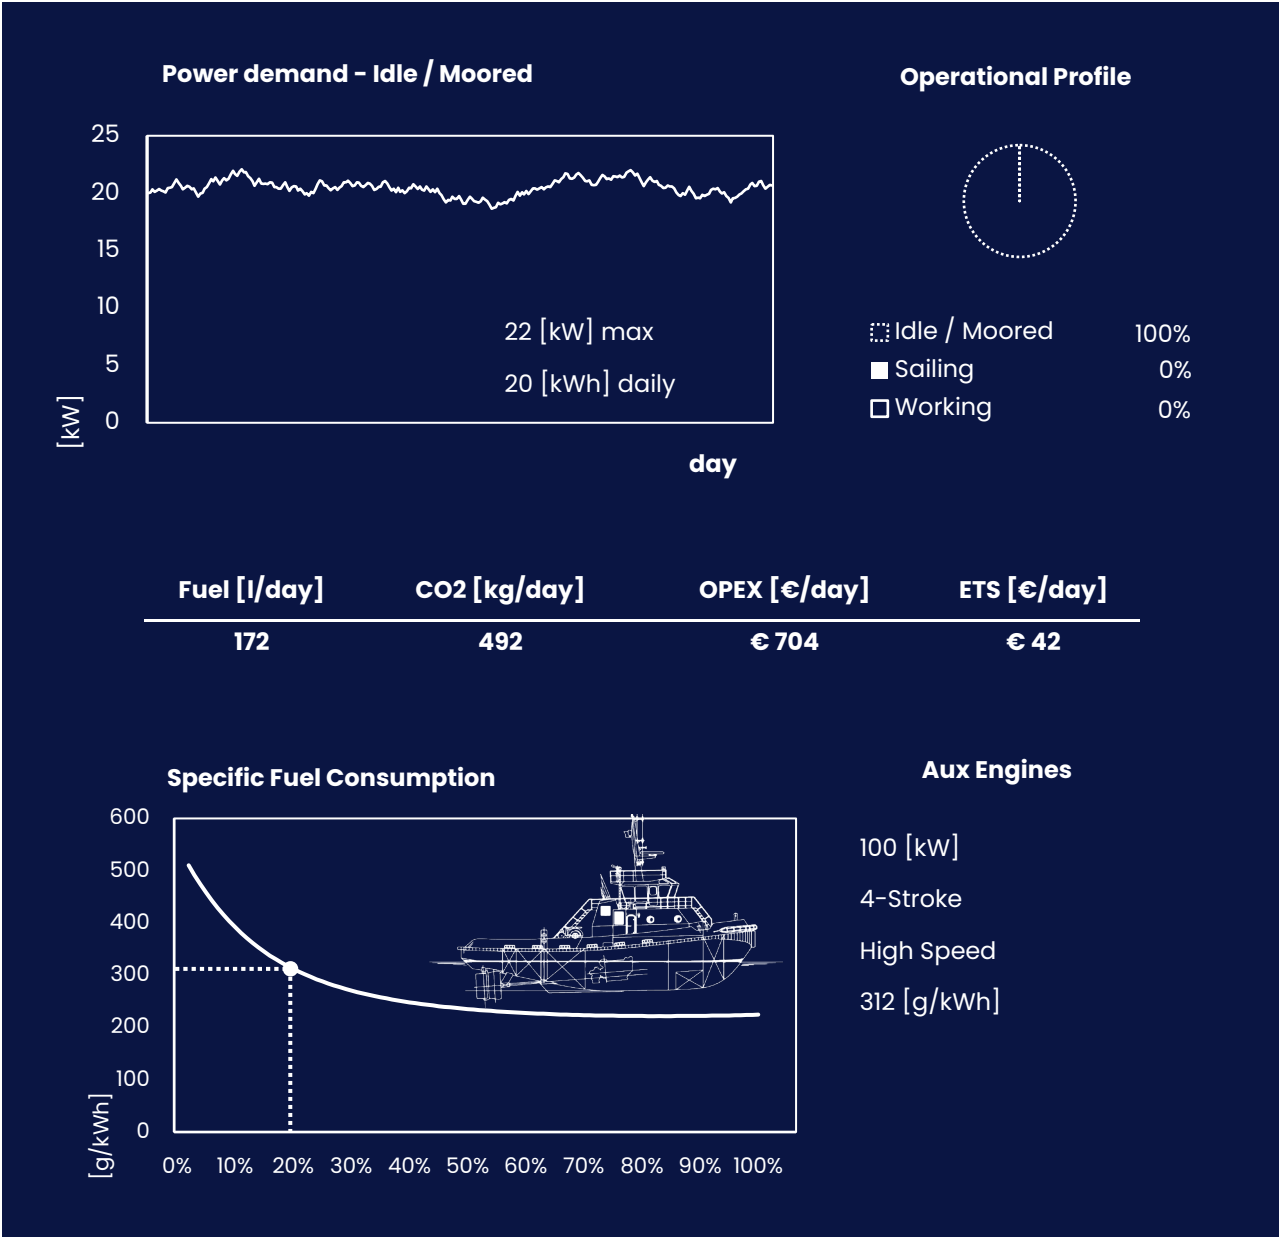 Power demand - Idle / Moored
25
20
15
10
5
0
[kW]
22 [kW] max
20 [kWh] daily
day
Operational Profile
Idle / Moored 100%
Sailing 0%
Working 0%
Fuel [l/day] CO2 [kg/day] OPEX [€/day] ETS [€/day]
172 492 € 704 € 42
Specific Fuel Consumption
600
500
400
300
200
100
0
[g/kWh]
0% 10% 20% 30% 40% 50% 60% 70% 80% 90% 100%
Aux Engines
100 [kW]
4-Stroke
High Speed
312 [g/kWh]